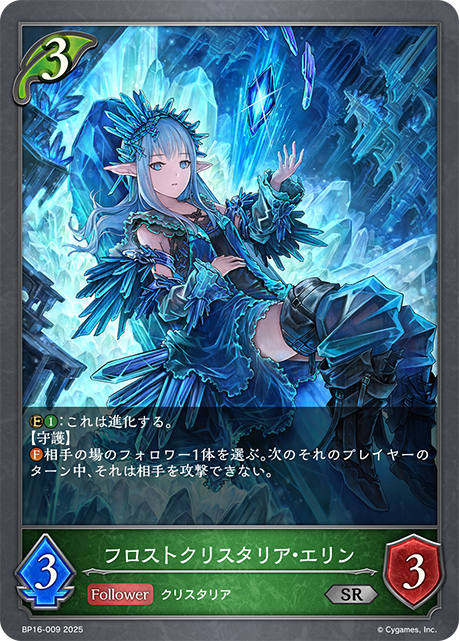 3
E1:これは進化する。
【守護】
F相手の場のフォロワー1体を選ぶ。次のそれのプレイヤーの
ターン中、それは相手を攻撃できない。
フロストクリスタリア・エリン
3
Follower クリスタリア
SR
3
BP16-009 2025
© Cygames, Inc.